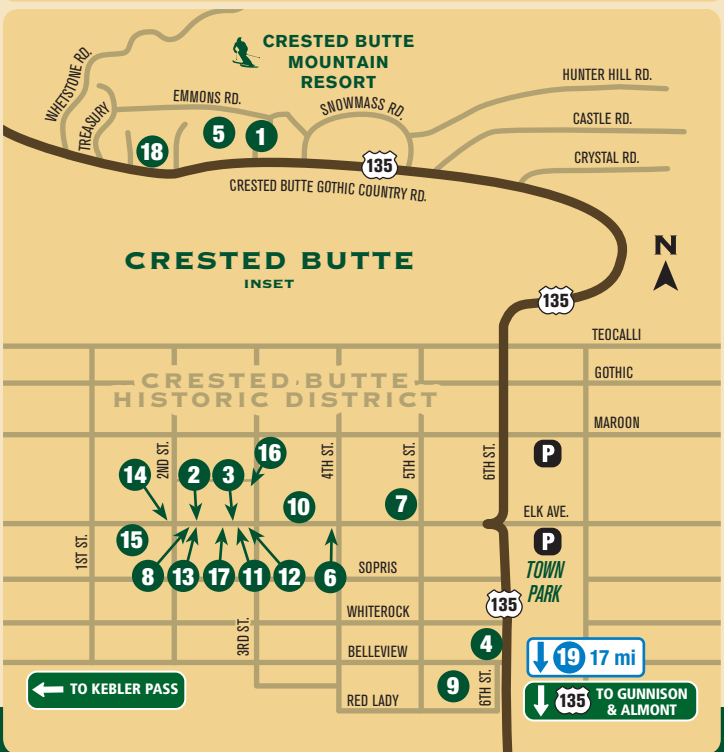 CRESTED BUTTE
MOUNTAIN
RESORT
WHETSTONE RD.
TREASURY
EMMONS RD.
SNOWMASS RD.
HUNTER HILL RD.
CASTLE RD.
CRYSTAL RD.
18
5
1
135
CRESTED BUTTE GOTHIC COUNTRY RD.
CRESTED BUTTE
INSET
N
135
TEOCALLI
GOTHIC
CRESTED BUTTE
HISTORIC DISTRICT
MAROON
2ND ST.
4TH ST.
5TH ST.
6TH ST.
P
14
2
3
16
10
7
ELK AVE.
1ST ST.
15
P
TOWN
PARK
8
13
17
11
12
6
SOPRIS
135
WHITEROCK
3RD ST.
BELLEVIEW
4
19 17 mi
9
6TH ST.
RED LADY
TO KEBLER PASS
135 TO GUNNISON
& ALMONT